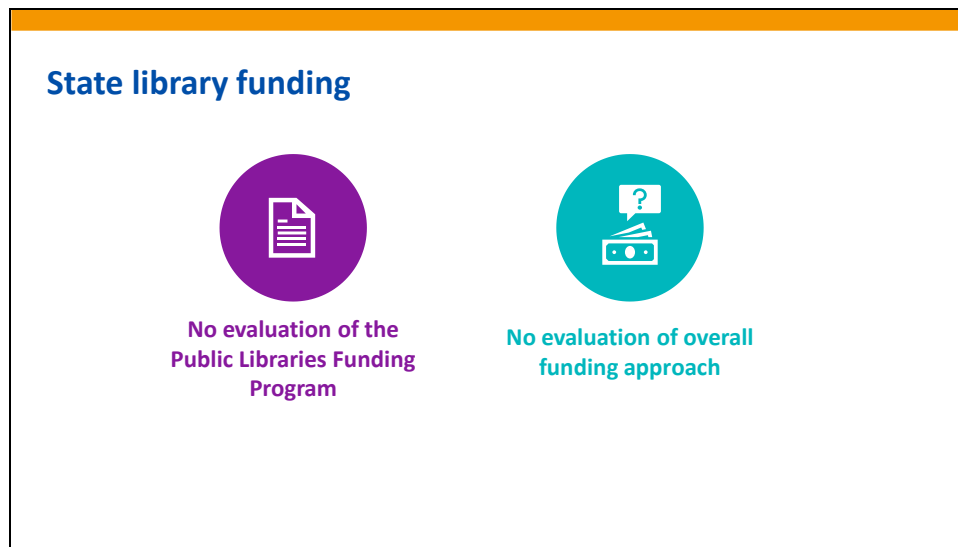 State library funding
?
No evaluation of the
Public Libraries Funding
Program
No evaluation of overall
funding approach